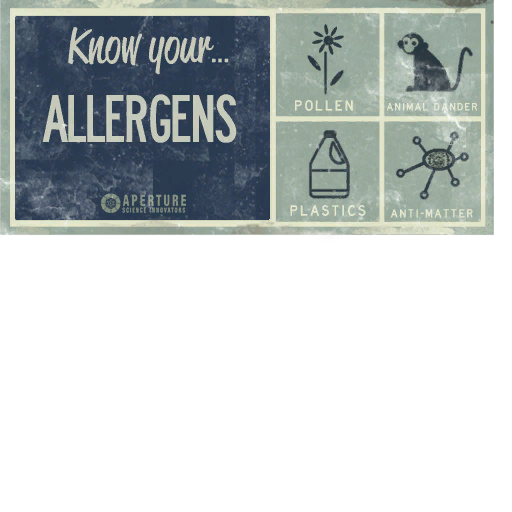 Know your...
ALLERGENS
APERTURE
SCIENCE INNOVATORS
POLLEN
ANIMAL DANDER
PLASTICS
ANTI-MATTER